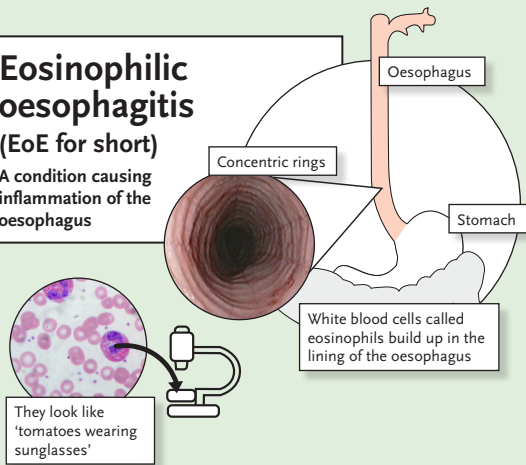 Eosinophilic
oesophagitis
(EoE for short)
A condition causing
inflammation of the
oesophagus
Oesophagus
Concentric rings
Stomach
White blood cells called
eosinophils build up in the
lining of the oesophagus
They look like
‘tomatoes wearing
sunglasses’